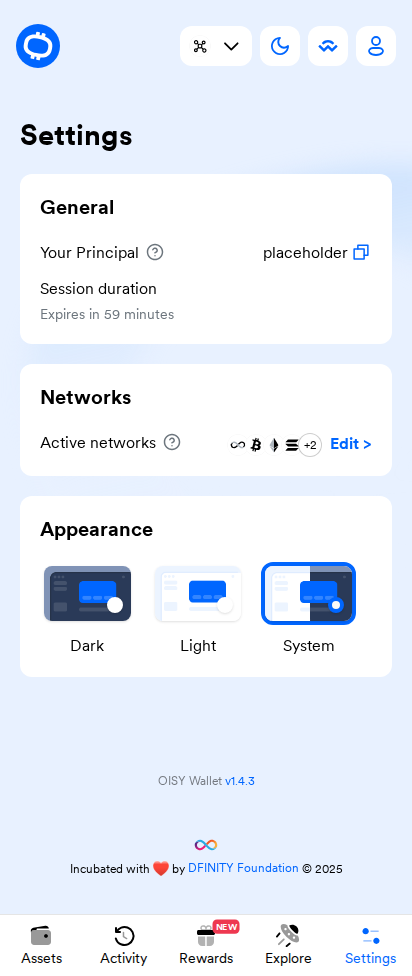 Settings
General
Your Principal
placeholder
Session duration
Expires in 59 minutes
Networks
Active networks
+2
Edit >
Appearance
Dark
Light
System
OISY Wallet v1.4.3
Incubated with ❤️ by DFINITY Foundation © 2025
NEW
Assets
Activity
Rewards
Explore
Settings